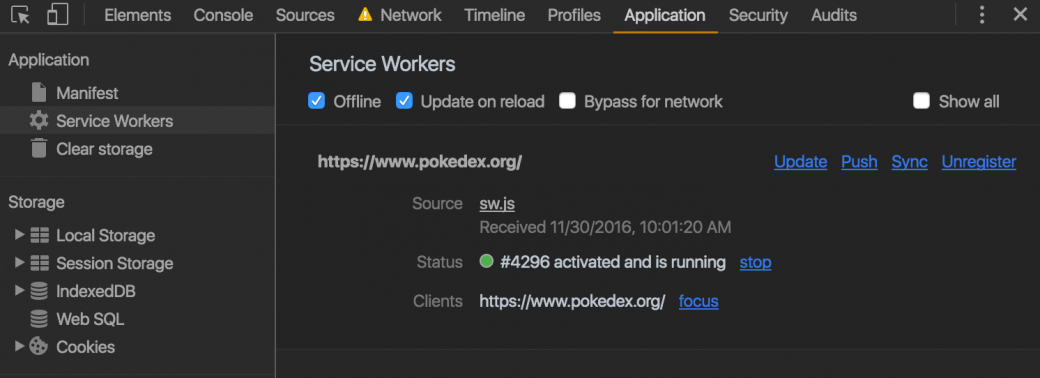 Elements Console Sources Network Timeline Profiles Application Security Audits
Application
Manifest
Service Workers
Clear storage
Storage
Local Storage
Session Storage
IndexedDB
Web SQL
Cookies
Service Workers
Offline Update on reload Bypass for network Show all
https://www.pokedex.org/ Update Push Sync Unregister
Source sw.js
Received 11/30/2016, 10:01:20 AM
Status #4296 activated and is running stop
Clients https://www.pokedex.org/ focus